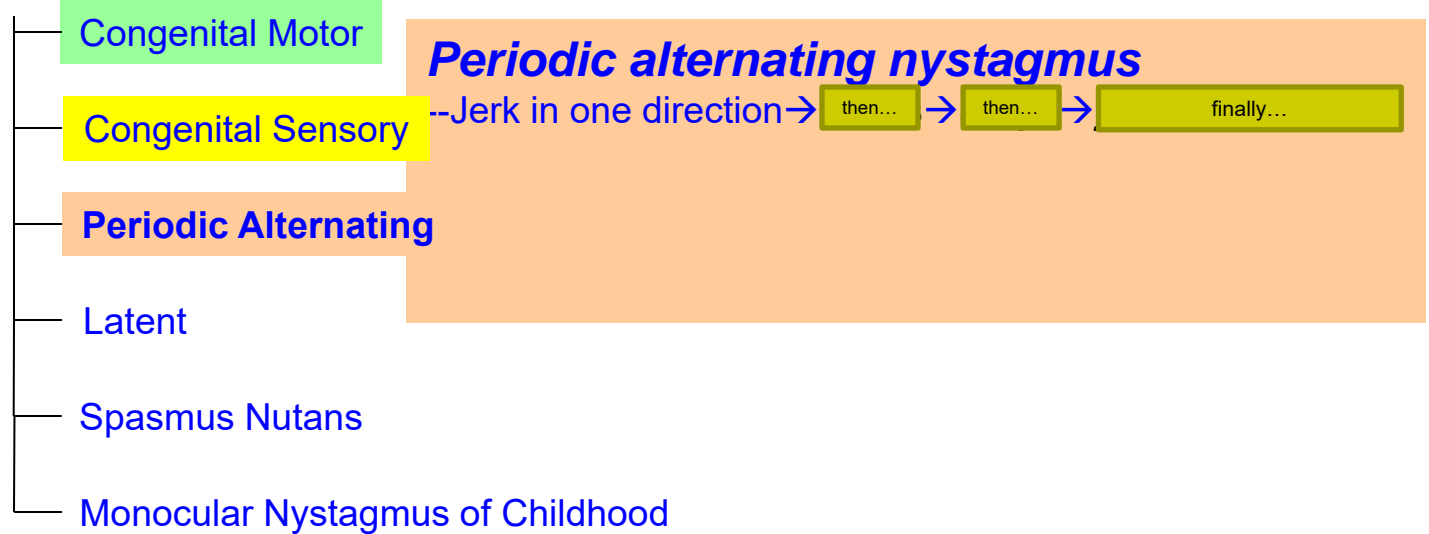 Congenital Motor
Congenital Sensory
Periodic Alternating
Latent
Spasmus Nutans
Monocular Nystagmus of Childhood
Periodic alternating nystagmus
--Jerk in one direction→ then… → then… → finally…